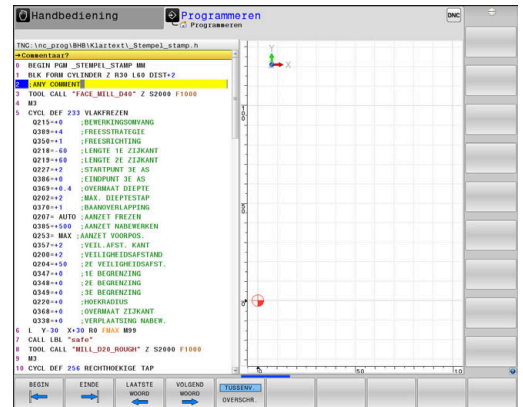 Handbediening
Programmeren
Programmeren
DNC
TNC:\nc_prog\BHB\Klartext\_Stempel_stamp.h
→Commentaar?
0 BEGIN PGM _STEMPEL_STAMP MM
1 BLK FORM CYLINDER Z R30 L60 DIST+2
2 ;ANY COMMENT
3 TOOL CALL "FACE_MILL_D40" Z S2000 F1000
4 M3
5 CYCL DEF 233 VLAKFREZEN
Q215=+0 ;BEWERKINGSOMVANG
Q389=+4 ;FREESSTRATEGIE
Q350=+1 ;FREESRICHTING
Q218=-60 ;LENGTE 1E ZIJKANT
Q219=+60 ;LENGTE 2E ZIJKANT
Q227=+2 ;STARTPUNT 3E AS
Q386=+0 ;EINDPUNT 3E AS
Q369=+0.4 ;OVERMAAT DIEPTE
Q202=+2 ;MAX. DIEPTESTAP
Q370=+1 ;BAANOVERLAPPING
Q207= AUTO ;AANZET FREZEN
Q385=+500 ;AANZET NABEWERKEN
Q253= MAX ;AANZET VOORPOS.
Q357=+2 ;VEIL.AFST. KANT
Q200=+2 ;VEILIGHEIDSAFSTAND
Q204=+50 ;2E VEILIGHEIDSAFST.
Q347=+0 ;1E BEGRENZING
Q348=+0 ;2E BEGRENZING
Q349=+0 ;3E BEGRENZING
Q220=+0 ;HOEKRADIUS
Q368=+0 ;OVERMAAT ZIJKANT
Q338=+0 ;VERPLAATSING NABEW.
6 L Y-30 X+30 R0 FMAX M99
7 CALL LBL "safe"
8 TOOL CALL "MILL_D20_ROUGH" Z S2000 F1000
9 M3
10 CYCL DEF 256 RECHTHOEKIGE TAP
Y
X
100
50
0
0
50
10
BEGIN
EINDE
LAATSTE WOORD
VOLGEND WOORD
TUSSENV.
OVERSCHR.